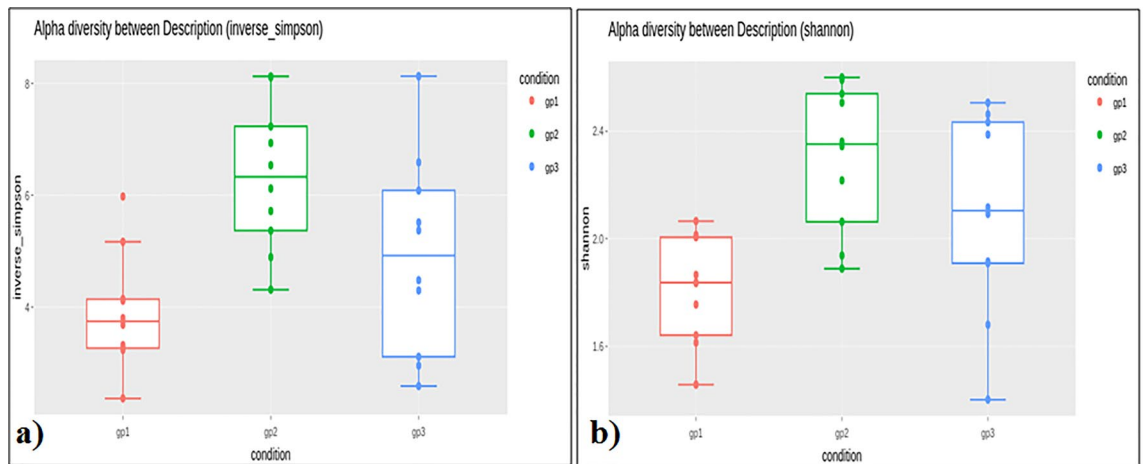 Alpha diversity between Description (inverse_simpson)
inverse_simpson
8
6
4
gp1
gp2
gp3
condition
condition
gp1
gp2
gp3
a)
Alpha diversity between Description (shannon)
shannon
2.4
2.0
1.6
gp1
gp2
gp3
condition
condition
gp1
gp2
gp3
b)